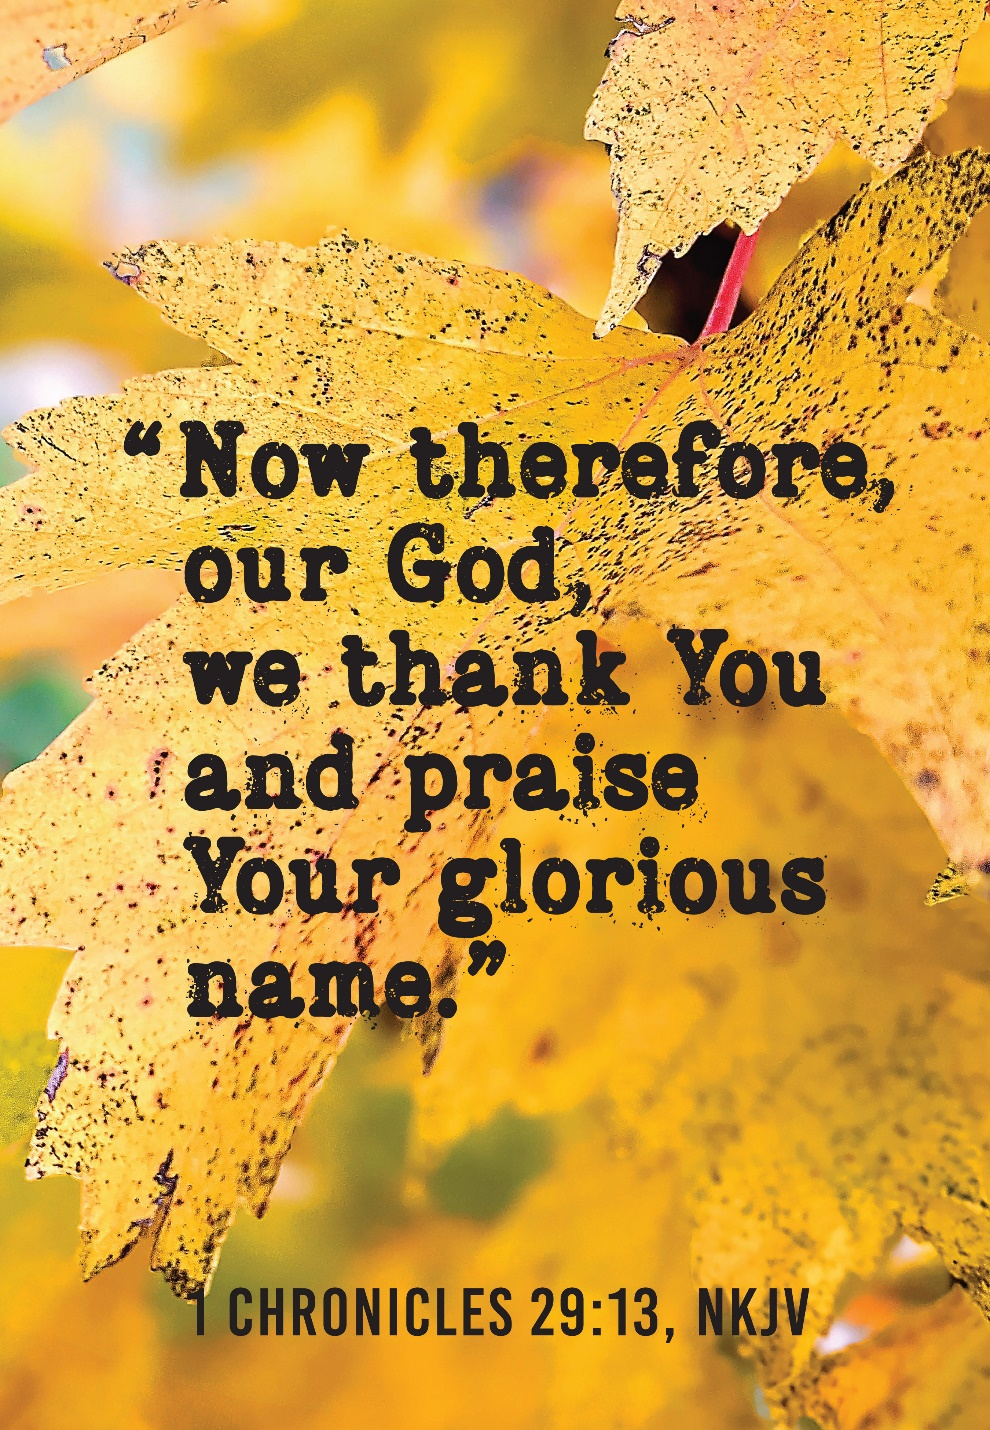 “Now therefore,
our God,
we thank You
and praise
Your glorious
name.”
1 CHRONICLES 29:13, NKJV